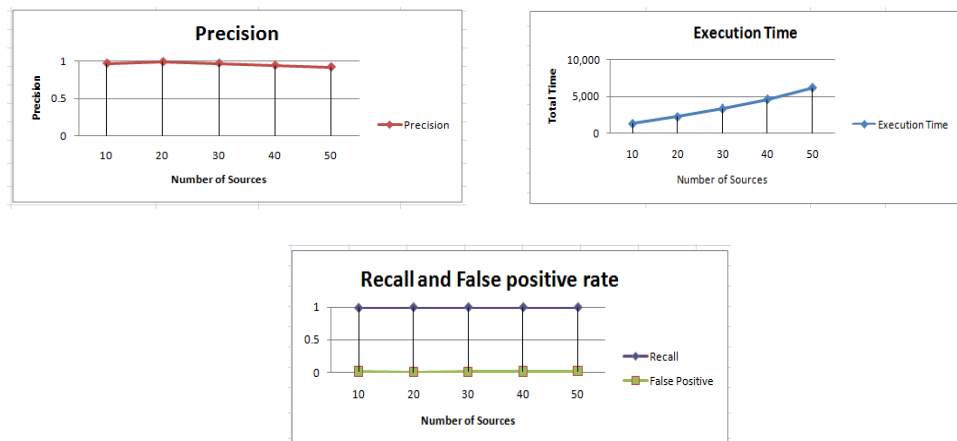 Precision
1
0.5
0
Precision
10 20 30 40 50
Number of Sources
Precision
Execution Time
10,000
5,000
0
Total Time
10 20 30 40 50
Number of Sources
Execution Time
Recall and False positive rate
1
0.5
0
10 20 30 40 50
Number of Sources
Recall
False Positive